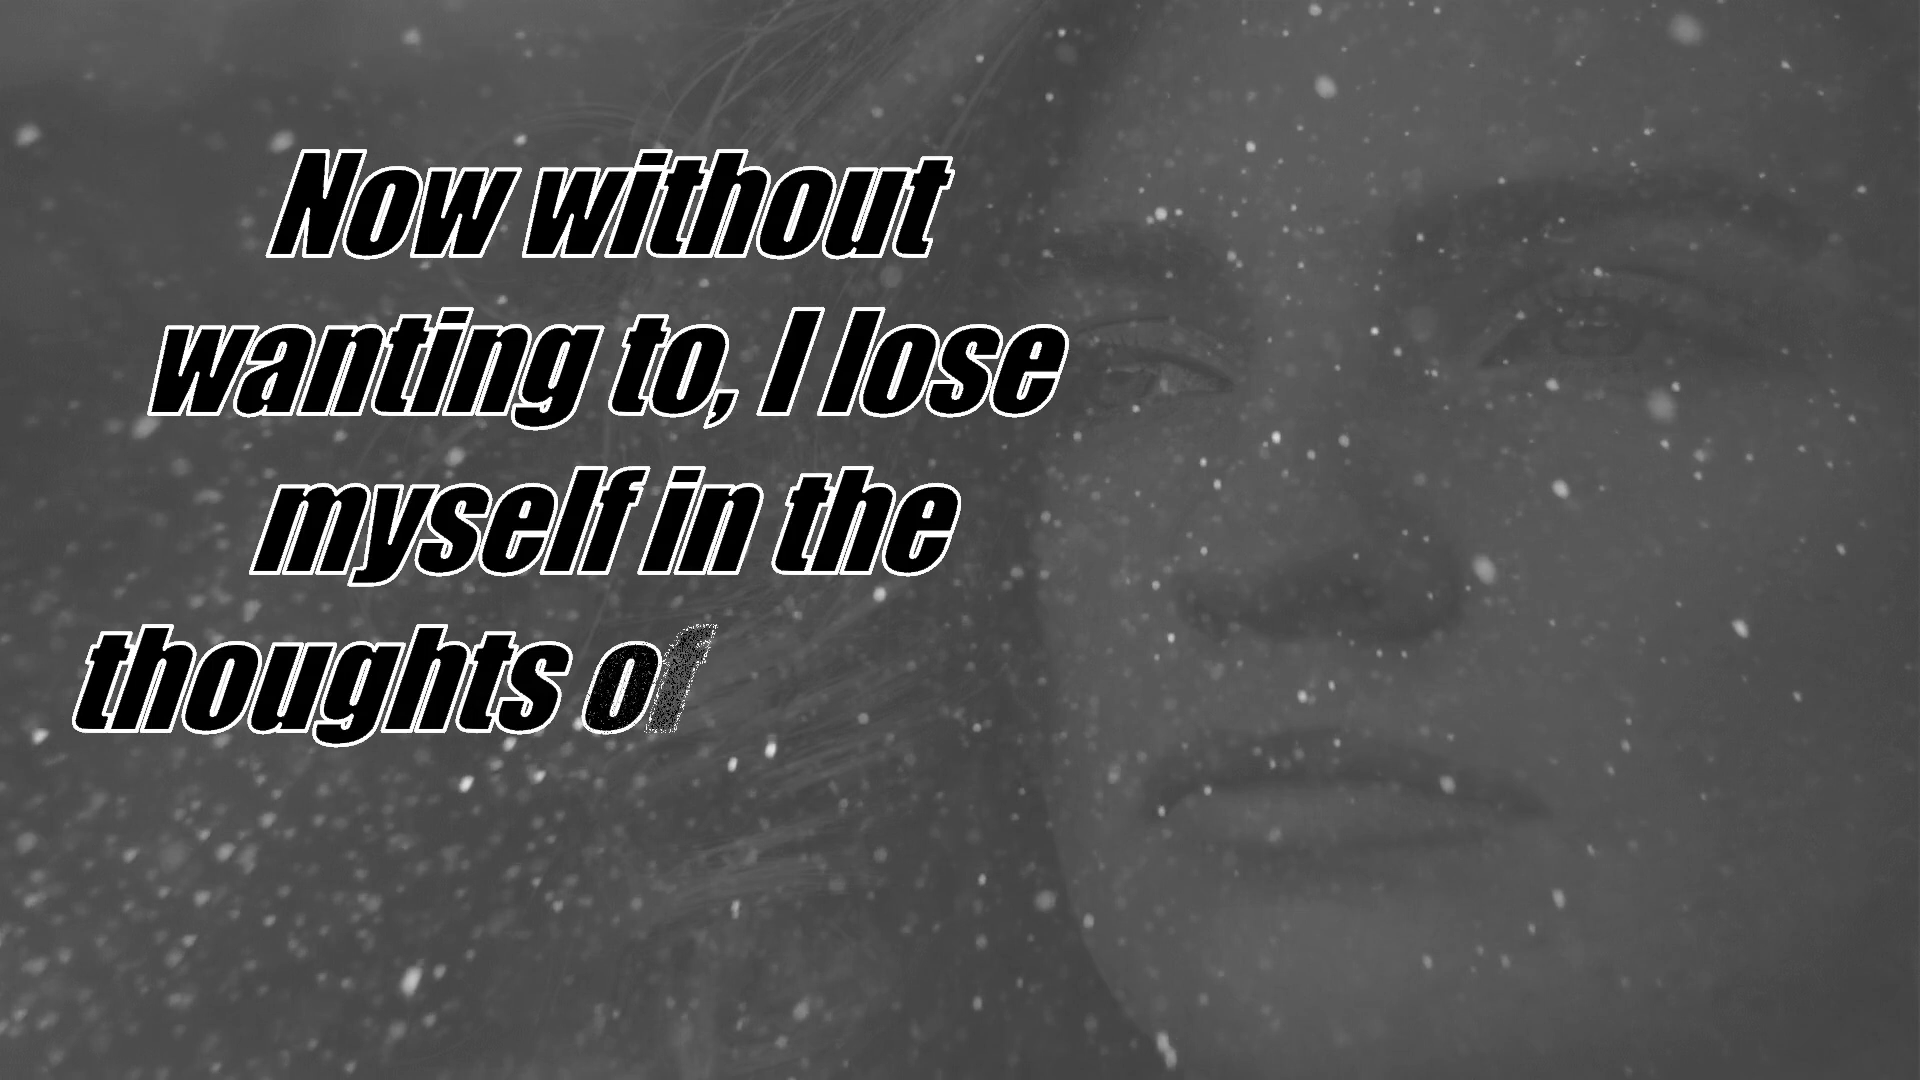 Now without
wanting to, I lose
myself in the
thoughts of